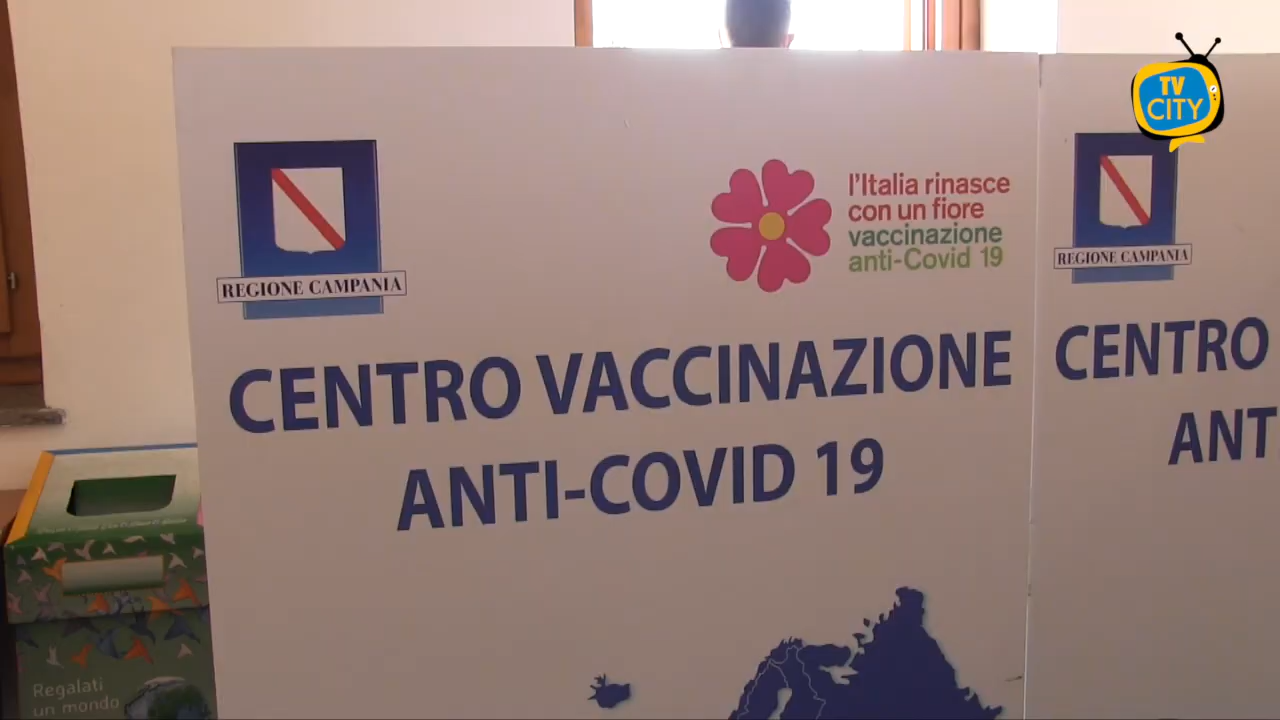 TV
CITY
REGIONE CAMPANIA
l'Italia rinasce
con un fiore
vaccinazione
anti-Covid 19
CENTRO VACCINAZIONE
ANTI-COVID 19
REGIONE CAMPANIA
CENTRO
ANT
Regalati
un mondo